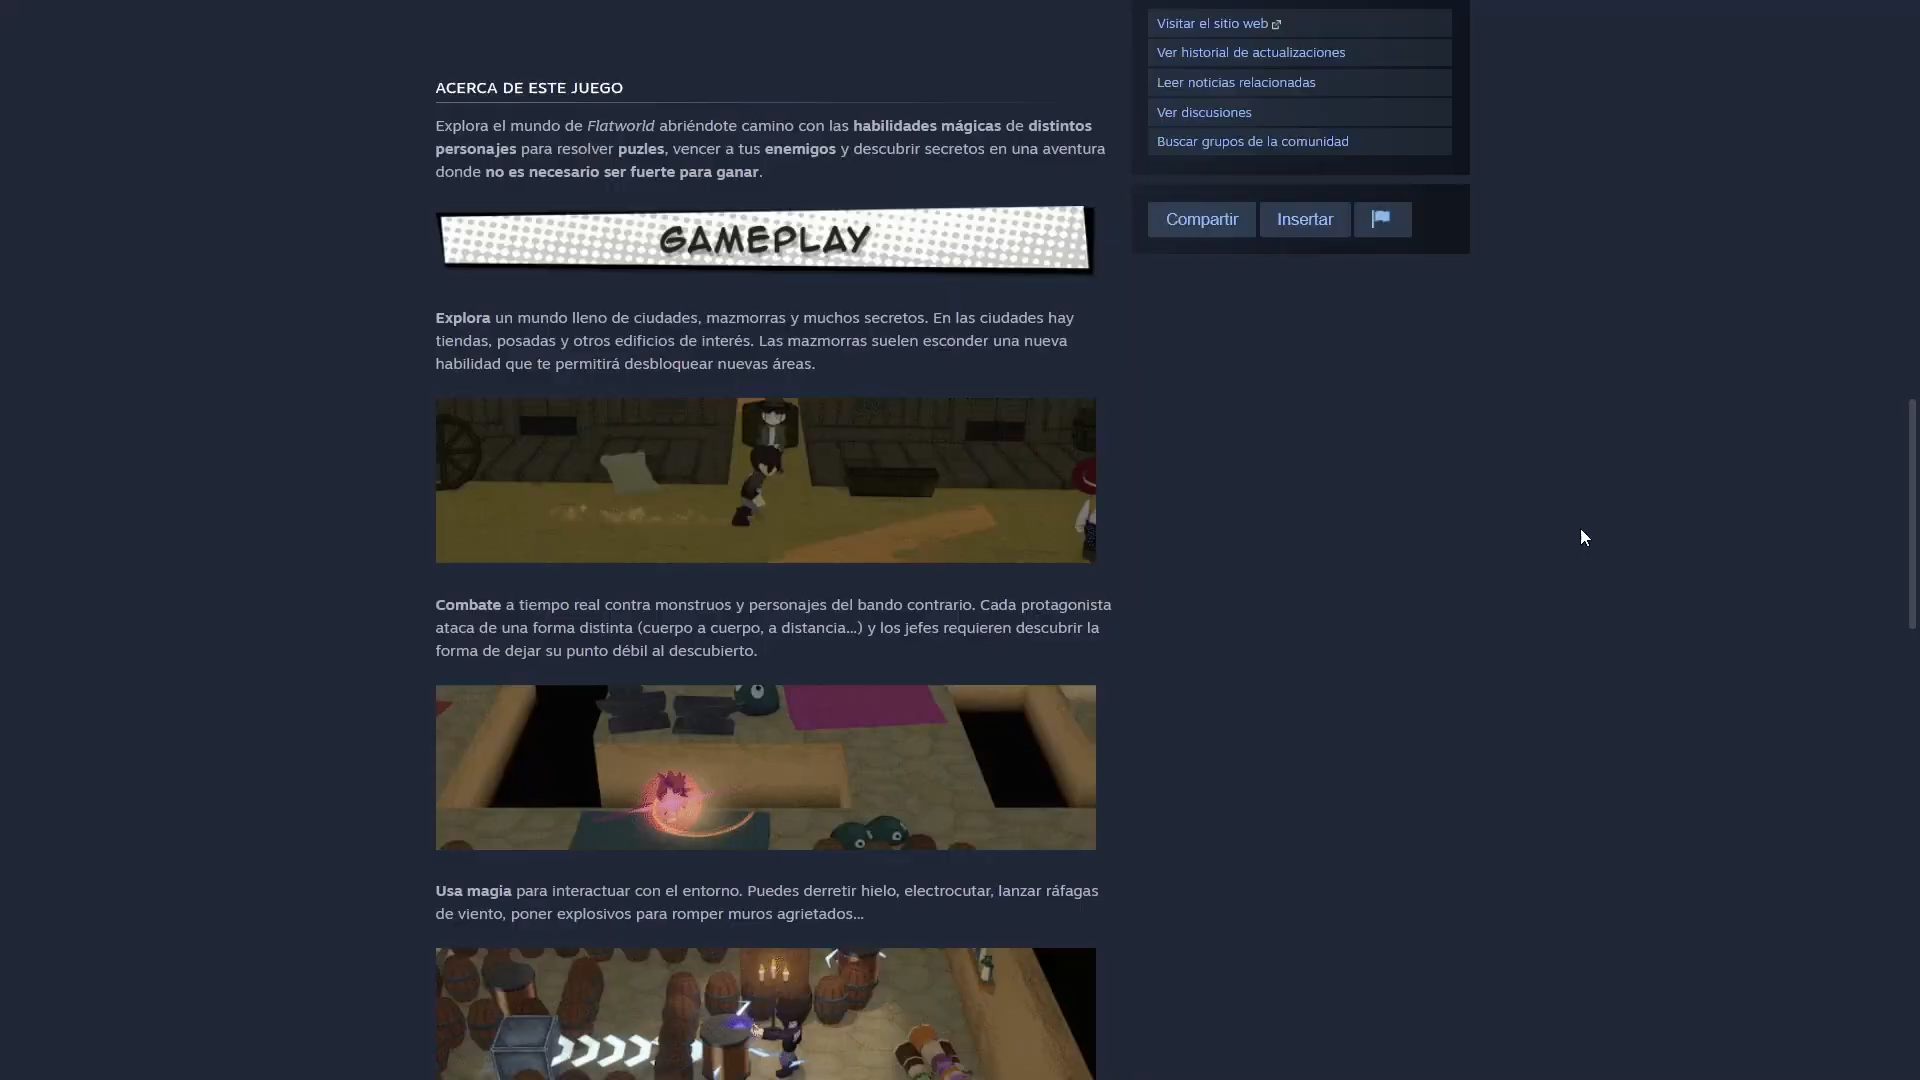 Visitar el sitio web
Ver historial de actualizaciones
Leer noticias relacionadas
Ver discusiones
Buscar grupos de la comunidad
Compartir Insertar
ACERCA DE ESTE JUEGO
Explora el mundo de Flatworld abriéndote camino con las habilidades mágicas de distintos
personajes para resolver puzles, vencer a tus enemigos y descubrir secretos en una aventura
donde no es necesario ser fuerte para ganar.
GAMEPLAY
Explora un mundo lleno de ciudades, mazmorras y muchos secretos. En las ciudades hay
tiendas, posadas y otros edificios de interés. Las mazmorras suelen esconder una nueva
habilidad que te permitirá desbloquear nuevas áreas.
Combate a tiempo real contra monstruos y personajes del bando contrario. Cada protagonista
ataca de una forma distinta (cuerpo a cuerpo, a distancia...) y los jefes requieren descubrir la
forma de dejar su punto débil al descubierto.
Usa magia para interactuar con el entorno. Puedes derretir hielo, electrocutar, lanzar ráfagas
de viento, poner explosivos para romper muros agrietados...